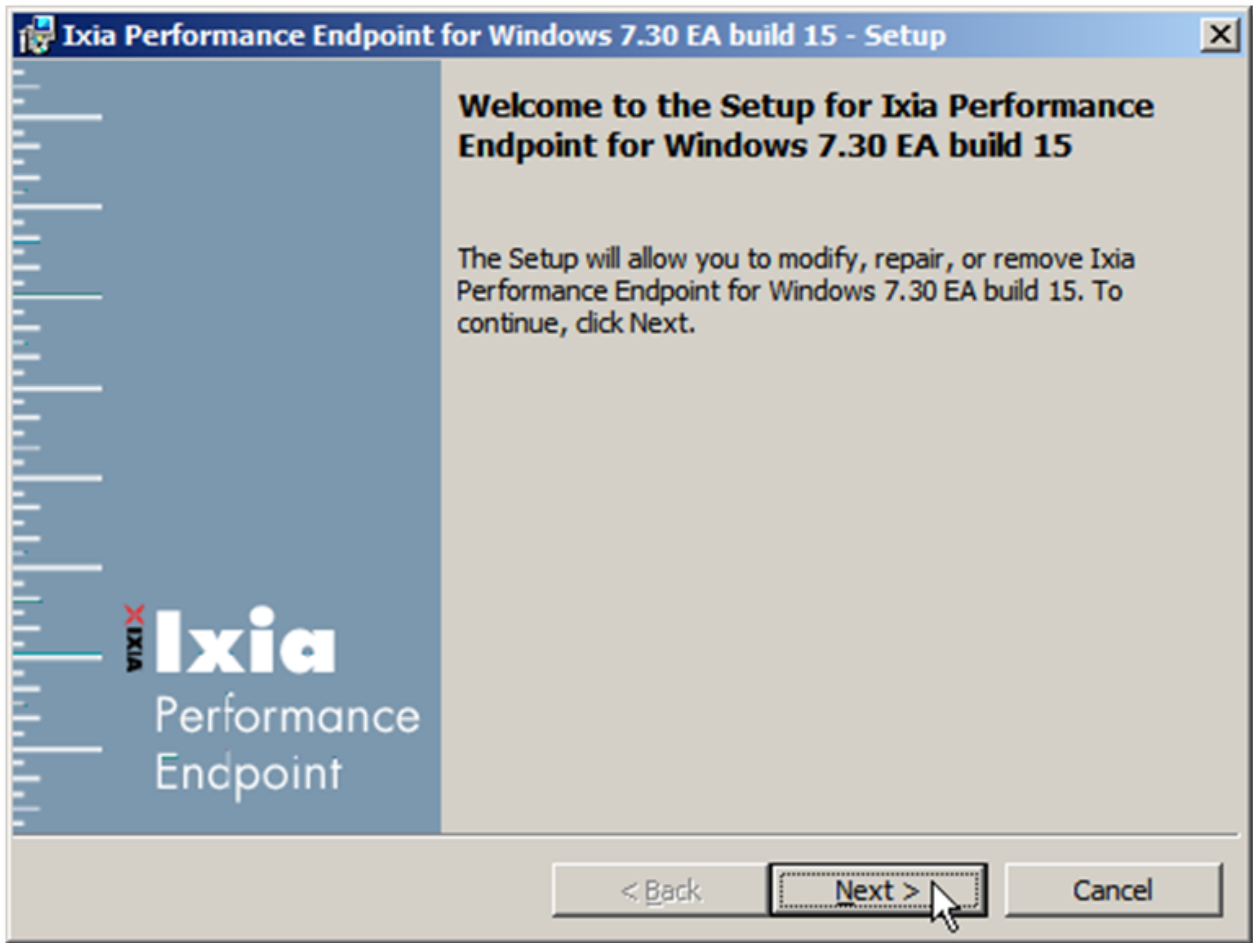 Ixia Performance Endpoint for Windows 7.30 EA build 15 - Setup
Welcome to the Setup for Ixia Performance
Endpoint for Windows 7.30 EA build 15
The Setup will allow you to modify, repair, or remove Ixia
Performance Endpoint for Windows 7.30 EA build 15. To
continue, click Next.
IXIA
Ixia
Performance
Endpoint
< Back Next > Cancel